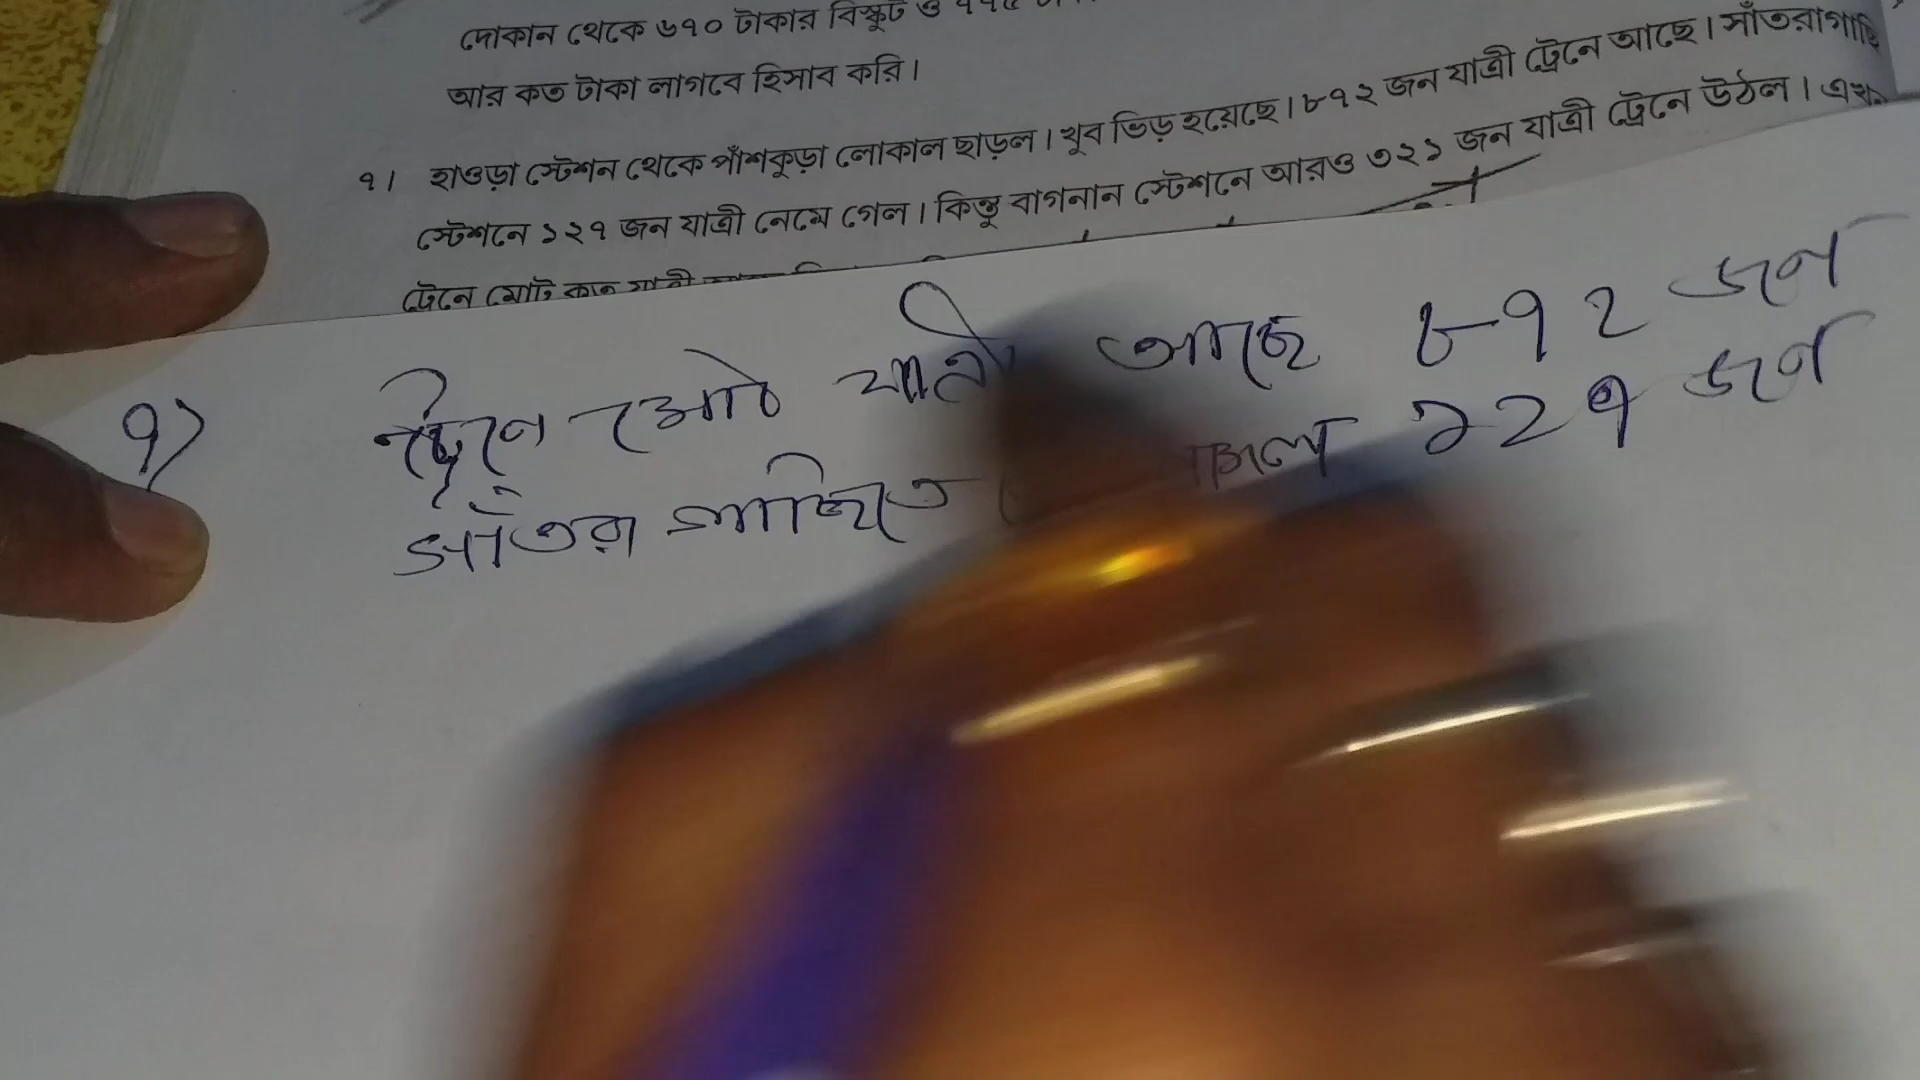 দোকান থেকে ৬৭০ টাকার বিস্কুট ও ৭৭৫
আর কত টাকা লাগবে হিসাব করি।
৭। হাওড়া স্টেশন থেকে পাঁশকুড়া লোকাল ছাড়ল। খুব ভিড় হয়েছে। ৮৭২ জন যাত্রী ট্রেনে আছে। সাঁতরাগাছি
স্টেশনে ১২৭ জন যাত্রী নেমে গেল। কিন্তু বাগনান স্টেশনে আরও ৩২১ জন যাত্রী ট্রেনে উঠল। এখন
ট্রেনে মোট কত যাত্রী
৭) ট্রেনে মোট যাত্রী আছে ৮৭২ জন
সাঁতরা গাছিতে গেল ১২৭ জন